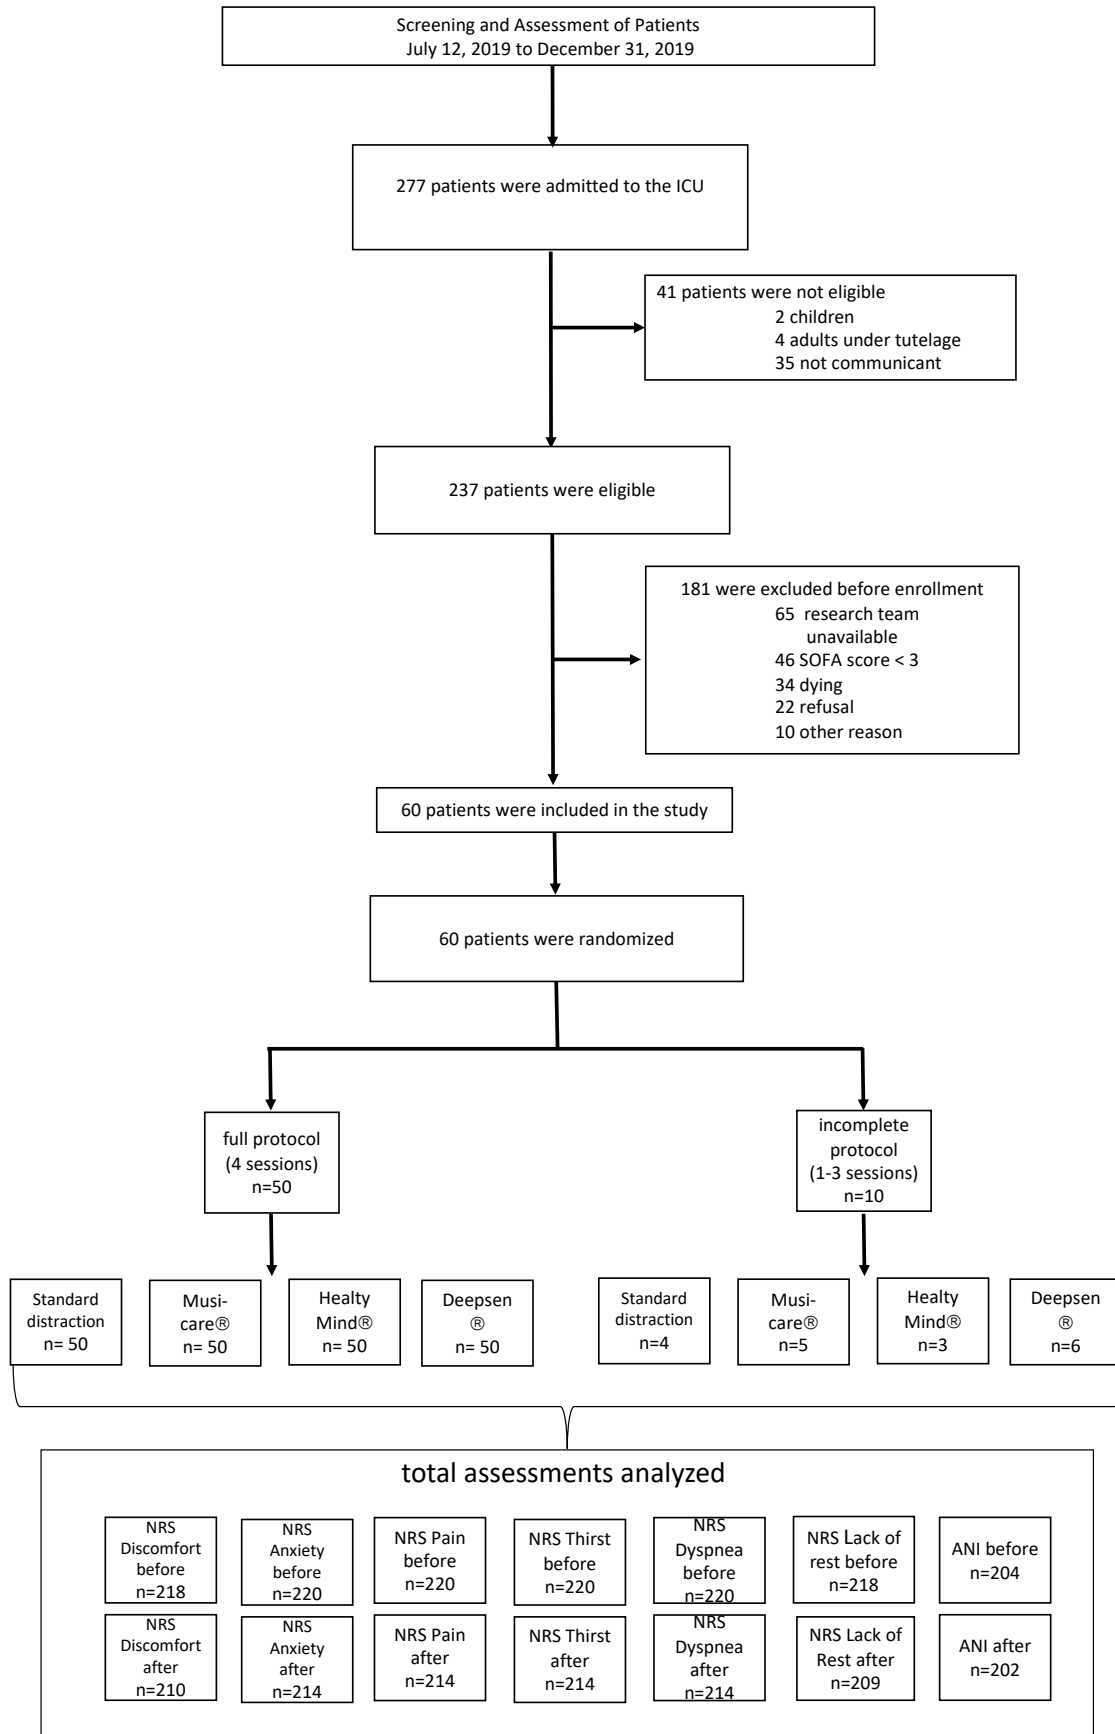 Screening and Assessment of Patients
July 12, 2019 to December 31, 2019
277 patients were admitted to the ICU
41 patients were not eligible
2 children
4 adults under tutelage
35 not communicant
237 patients were eligible
181 were excluded before enrollment
65 research team
unavailable
46 SOFA score < 3
34 dying
22 refusal
10 other reason
60 patients were included in the study
60 patients were randomized
full protocol
(4 sessions)
n=50
incomplete
protocol
(1-3 sessions)
n=10
Standard
distraction
n= 50
Musi-
care®
n= 50
Healty
Mind®
n= 50
Deepsen
®
n= 50
Standard
distraction
n=4
Musi-
care®
n=5
Healty
Mind®
n=3
Deepsen
®
n=6
total assessments analyzed
NRS
Discomfort
before
n=218
NRS
Anxiety
before
n=220
NRS Pain
before
n=220
NRS Thirst
before
n=220
NRS
Dyspnea
before
n=220
NRS Lack of
rest before
n=218
ANI before
n=204
NRS
Discomfort
after
n=210
NRS
Anxiety
after
n=214
NRS Pain
after
n=214
NRS Thirst
after
n=214
NRS
Dyspnea
after
n=214
NRS Lack of
Rest after
n=209
ANI after
n=202